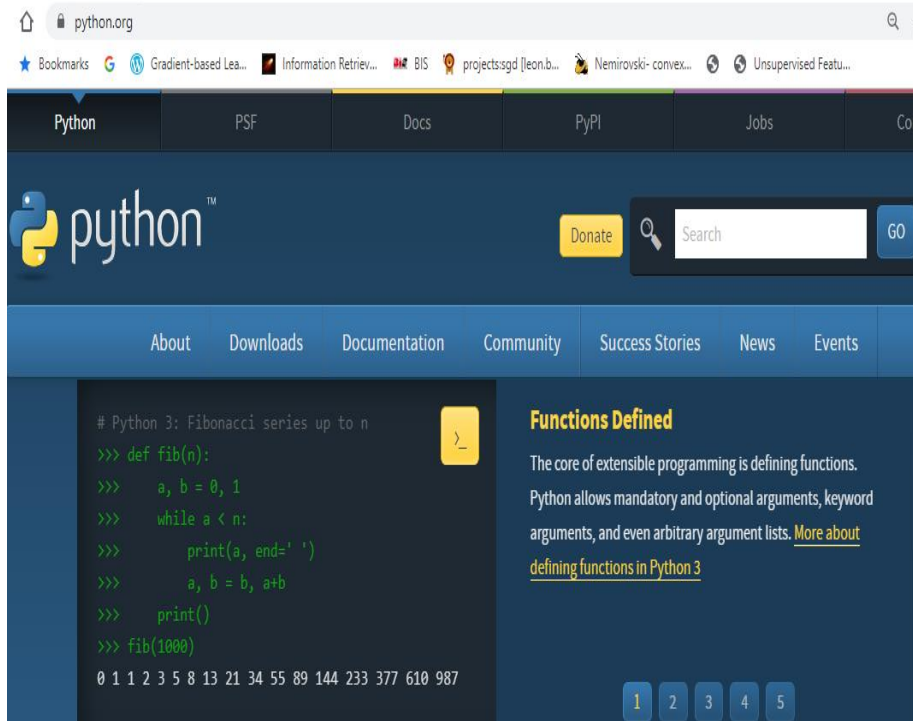 python.org
Bookmarks G Gradient-based Lea... Information Retriev... BIS projects:sgd [leon.b... Nemirovski- convex... Unsupervised Featu...
Python PSF Docs PyPI Jobs Co
python™
Donate Search GO
About Downloads Documentation Community Success Stories News Events
# Python 3: Fibonacci series up to n
>>> def fib(n):
>>>     a, b = 0, 1
>>>     while a < n:
>>>         print(a, end=' ')
>>>         a, b = b, a+b
>>>     print()
>>> fib(1000)
0 1 1 2 3 5 8 13 21 34 55 89 144 233 377 610 987
>_
Functions Defined
The core of extensible programming is defining functions.
Python allows mandatory and optional arguments, keyword
arguments, and even arbitrary argument lists. More about
defining functions in Python 3
1 2 3 4 5